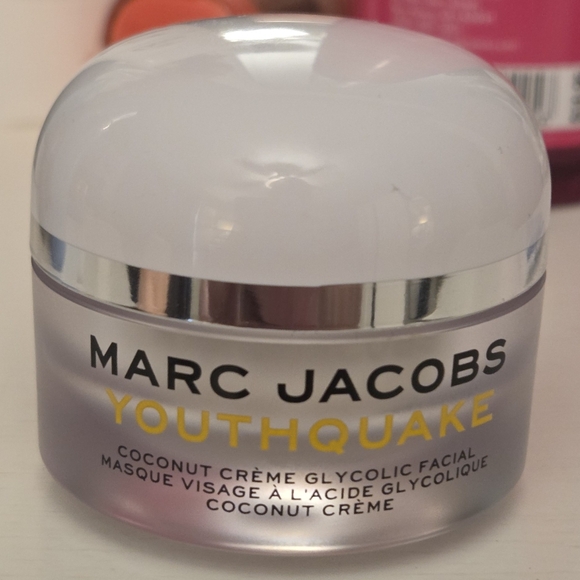 MARC JACOBS
YOUTHQUAKE
COCONUT CRÈME GLYCOLIC FACIAL
MASQUE VISAGE À L'ACIDE GLYCOLIQUE
COCONUT CRÈME